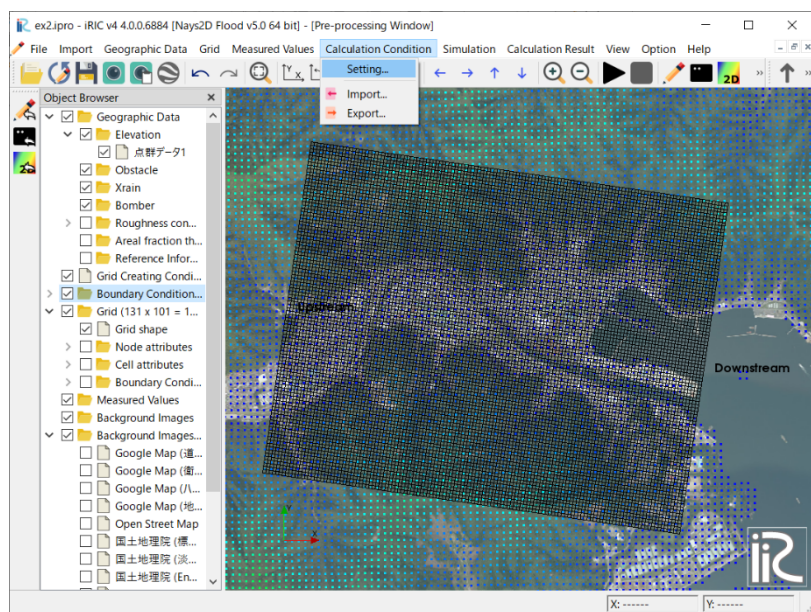 ex2.ipro - iRIC v4 4.0.0.6884 [Nays2D Flood v5.0 64 bit] - [Pre-processing Window]
File Import Geographic Data Grid Measured Values Calculation Condition Simulation Calculation Result View Option Help
Setting...
Import...
Export...
2D
Object Browser
Geographic Data
Elevation
点群データ1
Obstacle
Xrain
Bomber
Roughness con...
Areal fraction th...
Reference Infor...
Grid Creating Condi...
Boundary Condition...
Grid (131 x 101 = 1...
Grid shape
Node attributes
Cell attributes
Boundary Condi...
Measured Values
Background Images
Background Images...
Google Map (道...
Google Map (衛...
Google Map (ハ...
Google Map (地...
Open Street Map
国土地理院 (標...
国土地理院 (淡...
国土地理院 (En...
Upstream
Downstream
Y
X
iRiC
X: ------
Y: ------